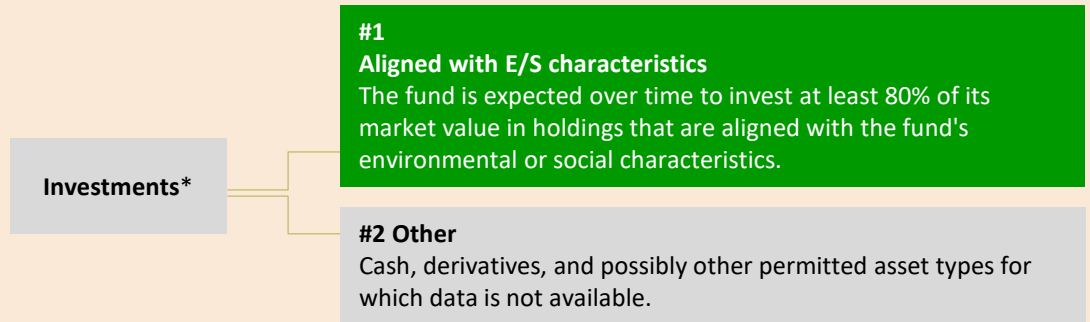 #1
Aligned with E/S characteristics
The fund is expected over time to invest at least 80% of its
market value in holdings that are aligned with the fund's
environmental or social characteristics.
Investments*
#2 Other
Cash, derivatives, and possibly other permitted asset types for
which data is not available.